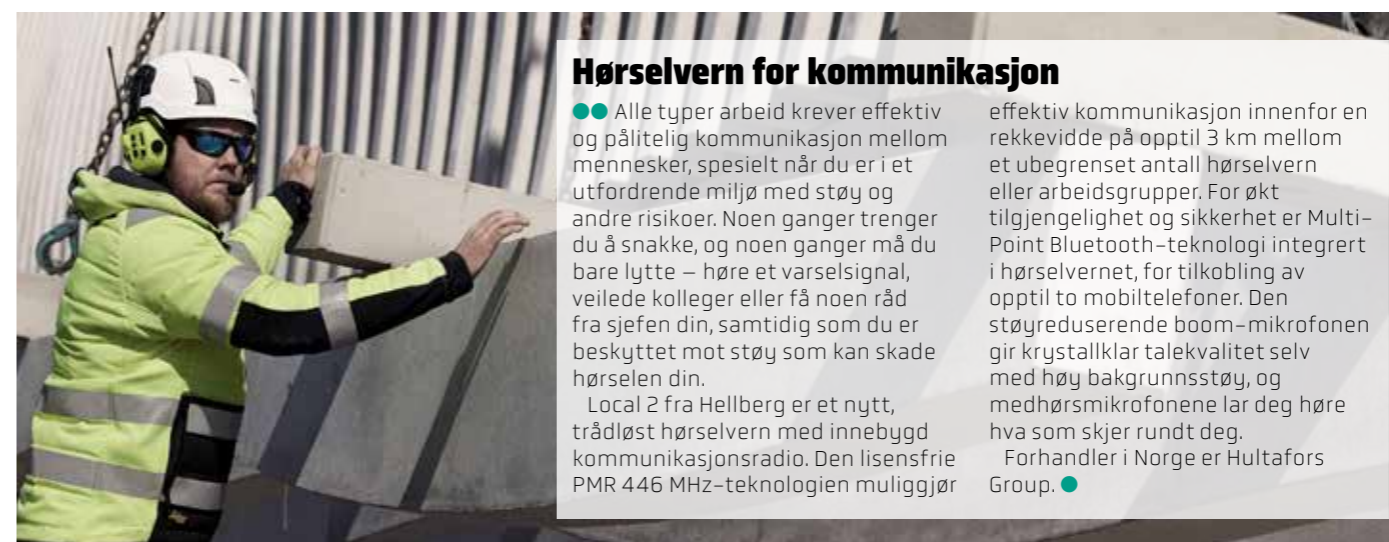 Hørselvern for kommunikasjon
Alle typer arbeid krever effektiv
og pålitelig kommunikasjon mellom
mennesker, spesielt når du er i et
utfordrende miljø med støy og
andre risikoer. Noen ganger trenger
du å snakke, og noen ganger må du
bare lytte – høre et varselsignal,
veilede kolleger eller få noen råd
fra sjefen din, samtidig som du er
beskyttet mot støy som kan skade
hørselen din.
Local 2 fra Hellberg er et nytt,
trådløst hørselvern med innebygd
kommunikasjonsradio. Den lisensfrie
PMR 446 MHz-teknologien muliggjør
effektiv kommunikasjon innenfor en
rekkevidde på opptil 3 km mellom
et ubegrenset antall hørselvern
eller arbeidsgrupper. For økt
tilgjengelighet og sikkerhet er Multi-
Point Bluetooth-teknologi integrert
i hørselvernet, for tilkobling av
opptil to mobiltelefoner. Den
støyreduserende boom-mikrofonen
gir krystallklar talekvalitet selv
med høy bakgrunnsstøy, og
medhørsmikrofonene lar deg høre
hva som skjer rundt deg.
Forhandler i Norge er Hultafors
Group.